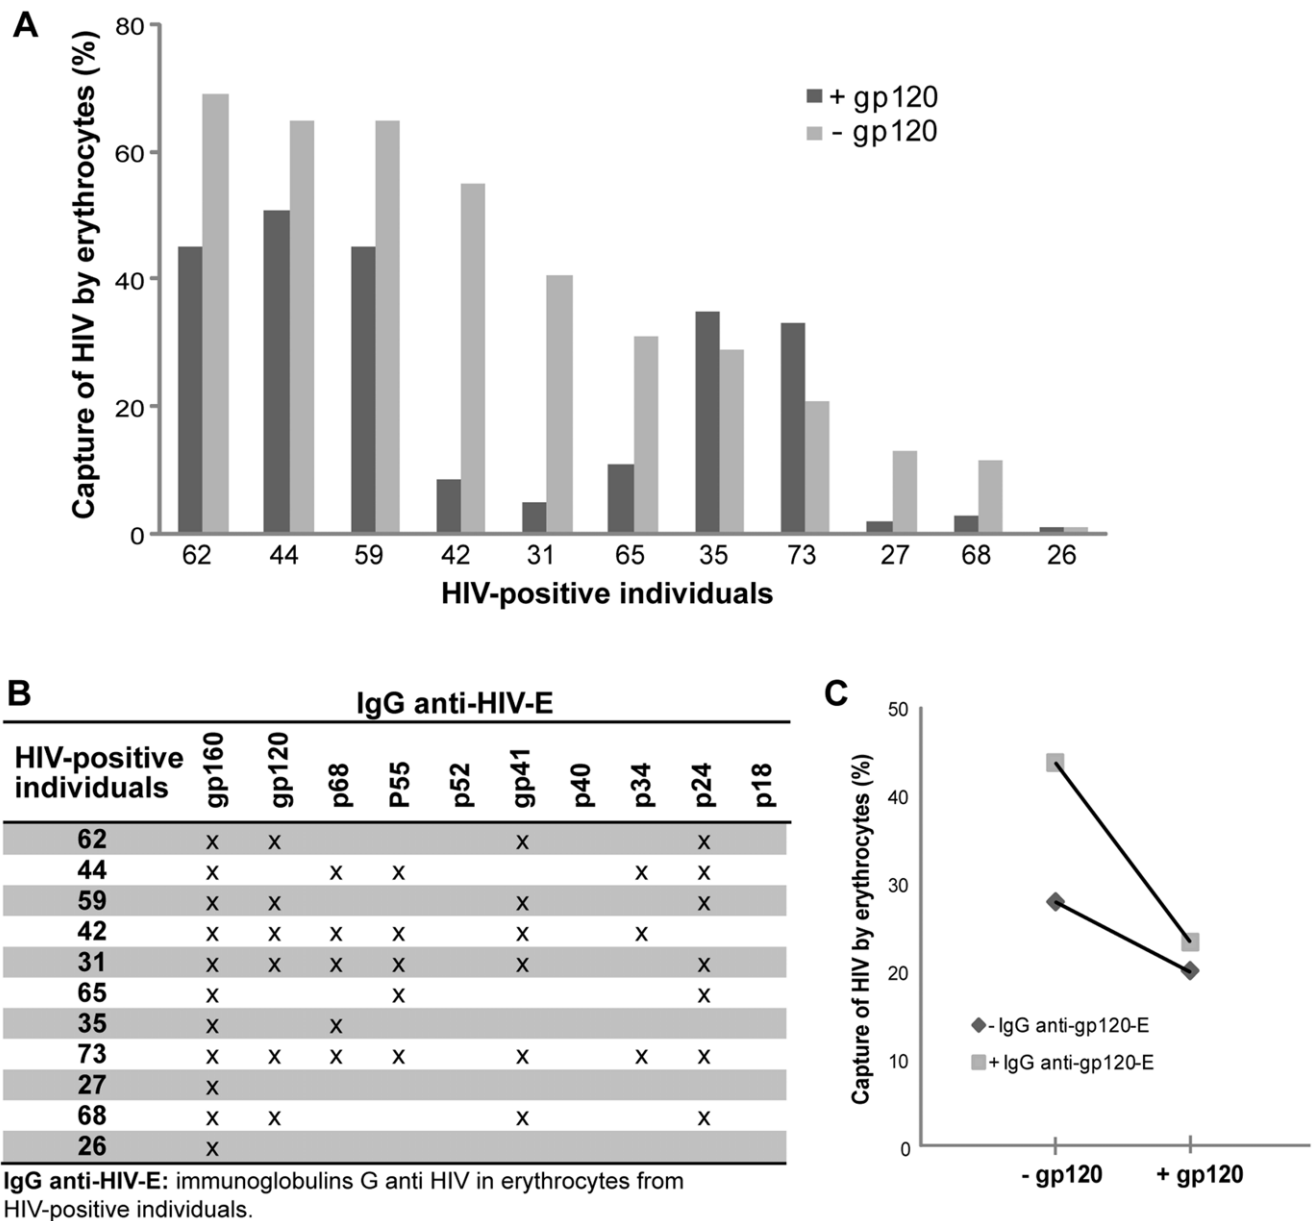 A
Capture of HIV by erythrocytes (%)
80
60
40
20
0
+ gp120
- gp120
62 44 59 42 31 65 35 73 27 68 26
HIV-positive individuals
B
IgG anti-HIV-E
HIV-positive
individuals
gp160 gp120 p68 P55 p52 gp41 p40 p34 p24 p18
62 x x x x
44 x x x x x
59 x x x x
42 x x x x x x
31 x x x x x x
65 x x x
35 x x
73 x x x x x x x
27 x
68 x x x x
26 x
IgG anti-HIV-E: immunoglobulins G anti HIV in erythrocytes from
HIV-positive individuals.
C
Capture of HIV by erythrocytes (%)
50
40
30
20
10
0
- IgG anti-gp120-E
+ IgG anti-gp120-E
- gp120 + gp120